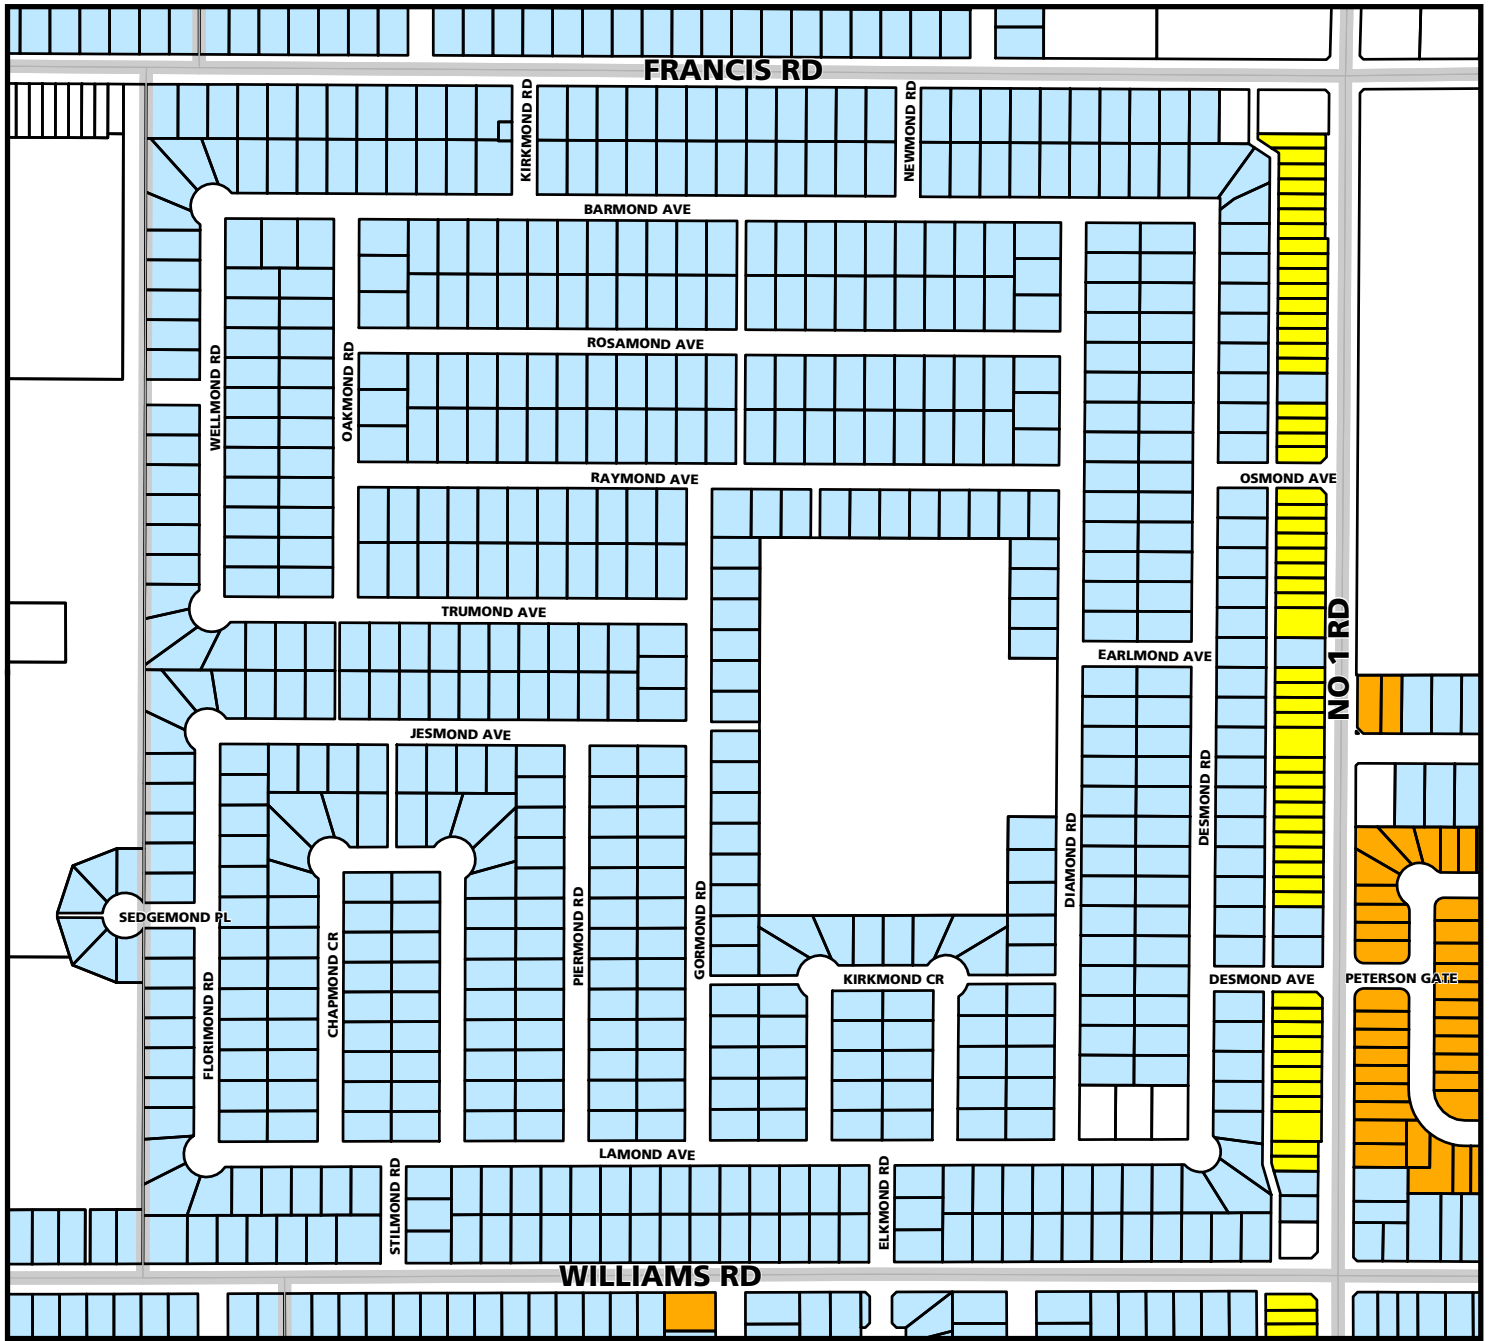 FRANCIS RD
KIRKMOND RD
NEWMOND RD
BARMOND AVE
ROSAMOND AVE
WELLMOND RD
OAKMOND RD
RAYMOND AVE
OSMOND AVE
TRUMOND AVE
EARLMOND AVE
NO 1 RD
JESMOND AVE
DESMOND RD
DIAMOND RD
SEDGEMOND PL
PIERMOND RD
GORMOND RD
CHAPMOND CR
FLORIMOND RD
KIRKMOND CR
DESMOND AVE
PETERSON GATE
LAMOND AVE
STILMOND RD
ELKMOND RD
WILLIAMS RD